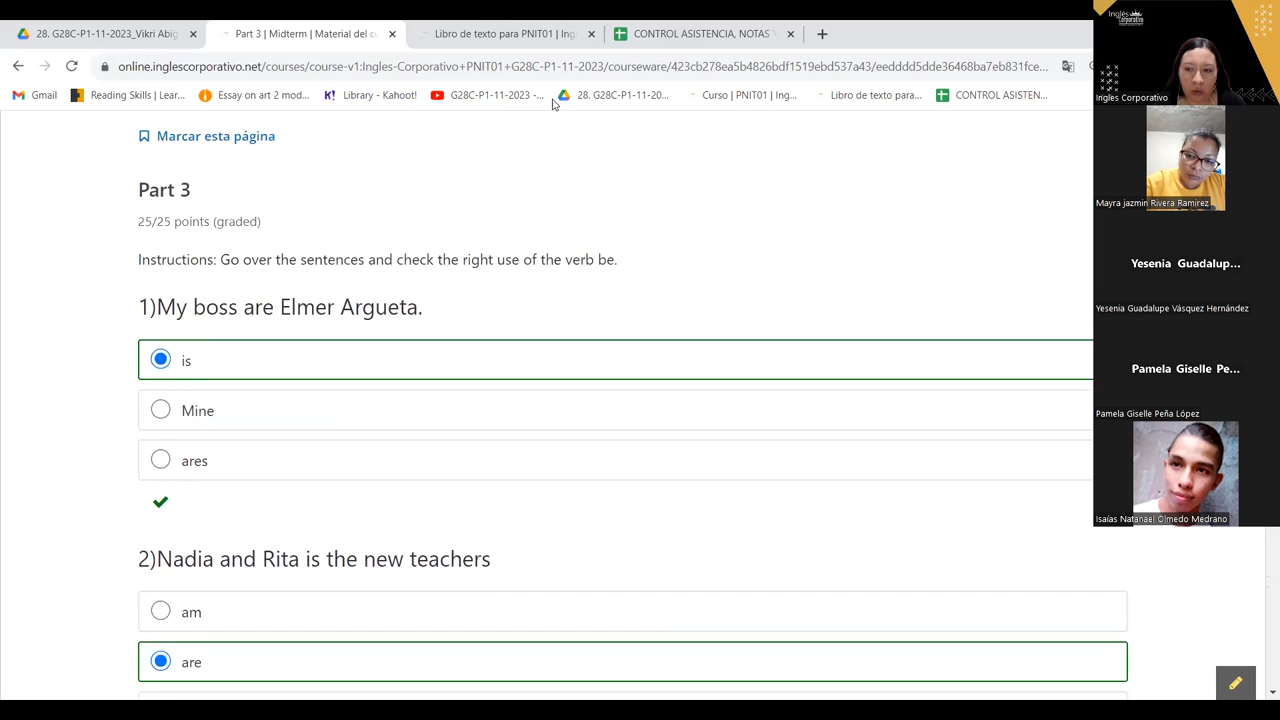 28. G28C-P1-11-2023_Vikri Abig
Part 3 | Midterm | Material del cu
Libro de texto para PNIT01 | Ingl
CONTROL ASISTENCIA, NOTAS Y
online.inglescorporativo.net/courses/course-v1:Ingles-Corporativo+PNIT01+G28C-P1-11-2023/courseware/423cb278ea5b4826bdf1519ebd537a43/eedddd5dde36468ba7eb831fce...
Gmail
Reading Skills | Lear...
Essay on art 2 mod...
Library - Kano...
G28C-P1-11-2023 -...
28. G28C-P1-11-20...
Curso | PNIT01 | Ing...
Libro de texto para...
CONTROL ASISTEN...
Marcar esta página
Part 3
25/25 points (graded)
Instructions: Go over the sentences and check the right use of the verb be.
1)My boss are Elmer Argueta.
is
Mine
ares
2)Nadia and Rita is the new teachers
am
are
Inglés
Corporativo
Ingles Corporativo
Mayra jazmin Rivera Ramirez
Yesenia Guadalup...
Yesenia Guadalupe Vásquez Hernández
Pamela Giselle Pe...
Pamela Giselle Peña López
Isaías Natanael Olmedo Medrano